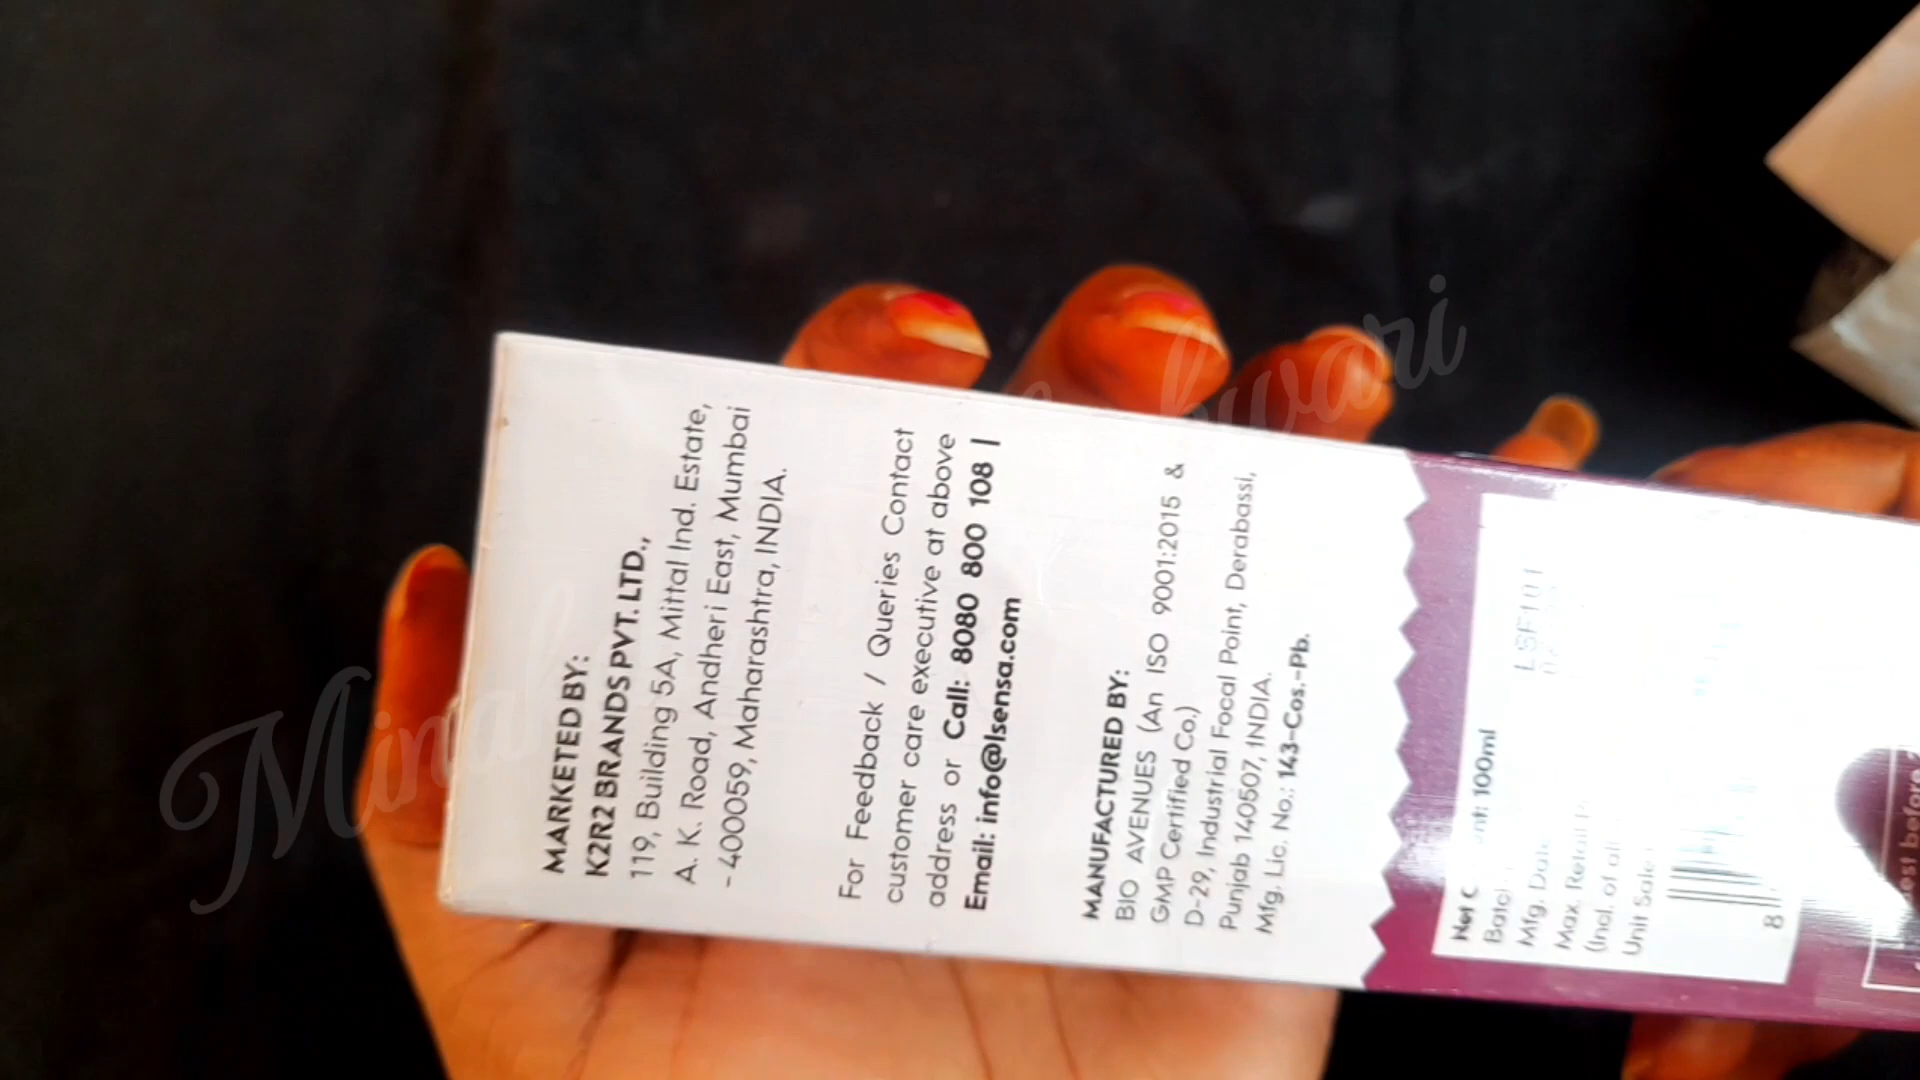 MARKETED BY:
K2R2 BRANDS PVT. LTD.,
119, Building 5A, Mittal Ind. Estate,
A. K. Road, Andheri East, Mumbai
- 400059, Maharashtra, INDIA.
For Feedback / Queries Contact
customer care executive at above
address or Call: 8080 800 108 |
Email: info@lsensa.com
MANUFACTURED BY:
BIO AVENUES (An ISO 9001:2015 &
GMP Certified Co.)
D-29, Industrial Focal Point, Derabassi,
Punjab 140507, INDIA.
Mfg. Lic. No.: 143-Cos.-Pb.
Net 100ml
Mfg.
Max. Retail
(Incl. of all
Unit Sale
8
before